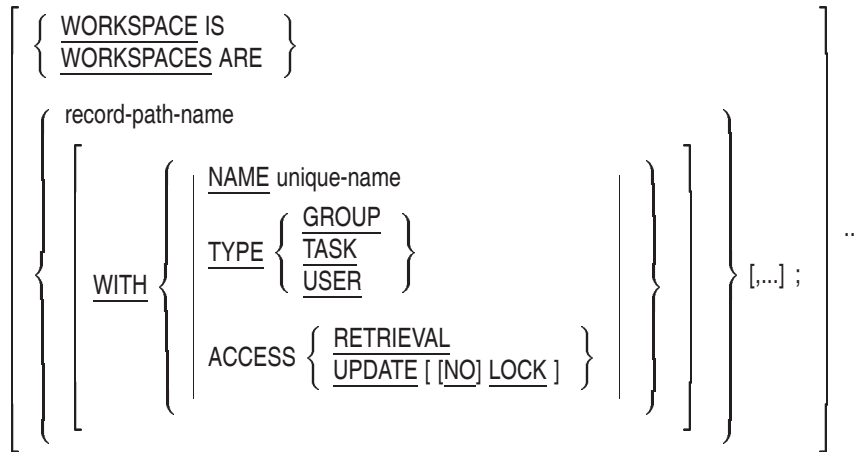 WORKSPACE IS
WORKSPACES ARE
record-path-name
NAME unique-name
TYPE { GROUP
TASK
USER }
WITH
[,...] ;
..
ACCESS { RETRIEVAL
UPDATE [ [NO] LOCK ] }